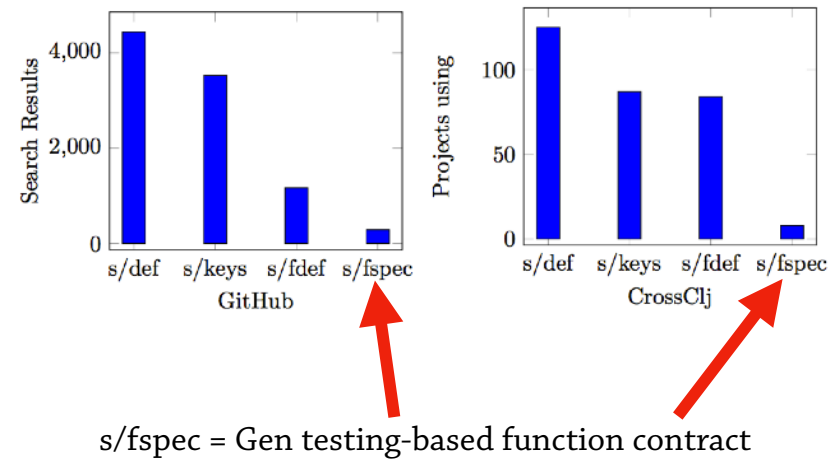 Search Results
4,000
2,000
0
s/def s/keys s/fdef s/fspec
GitHub
Projects using
100
50
0
s/def s/keys s/fdef s/fspec
CrossClj
s/fspec = Gen testing-based function contract